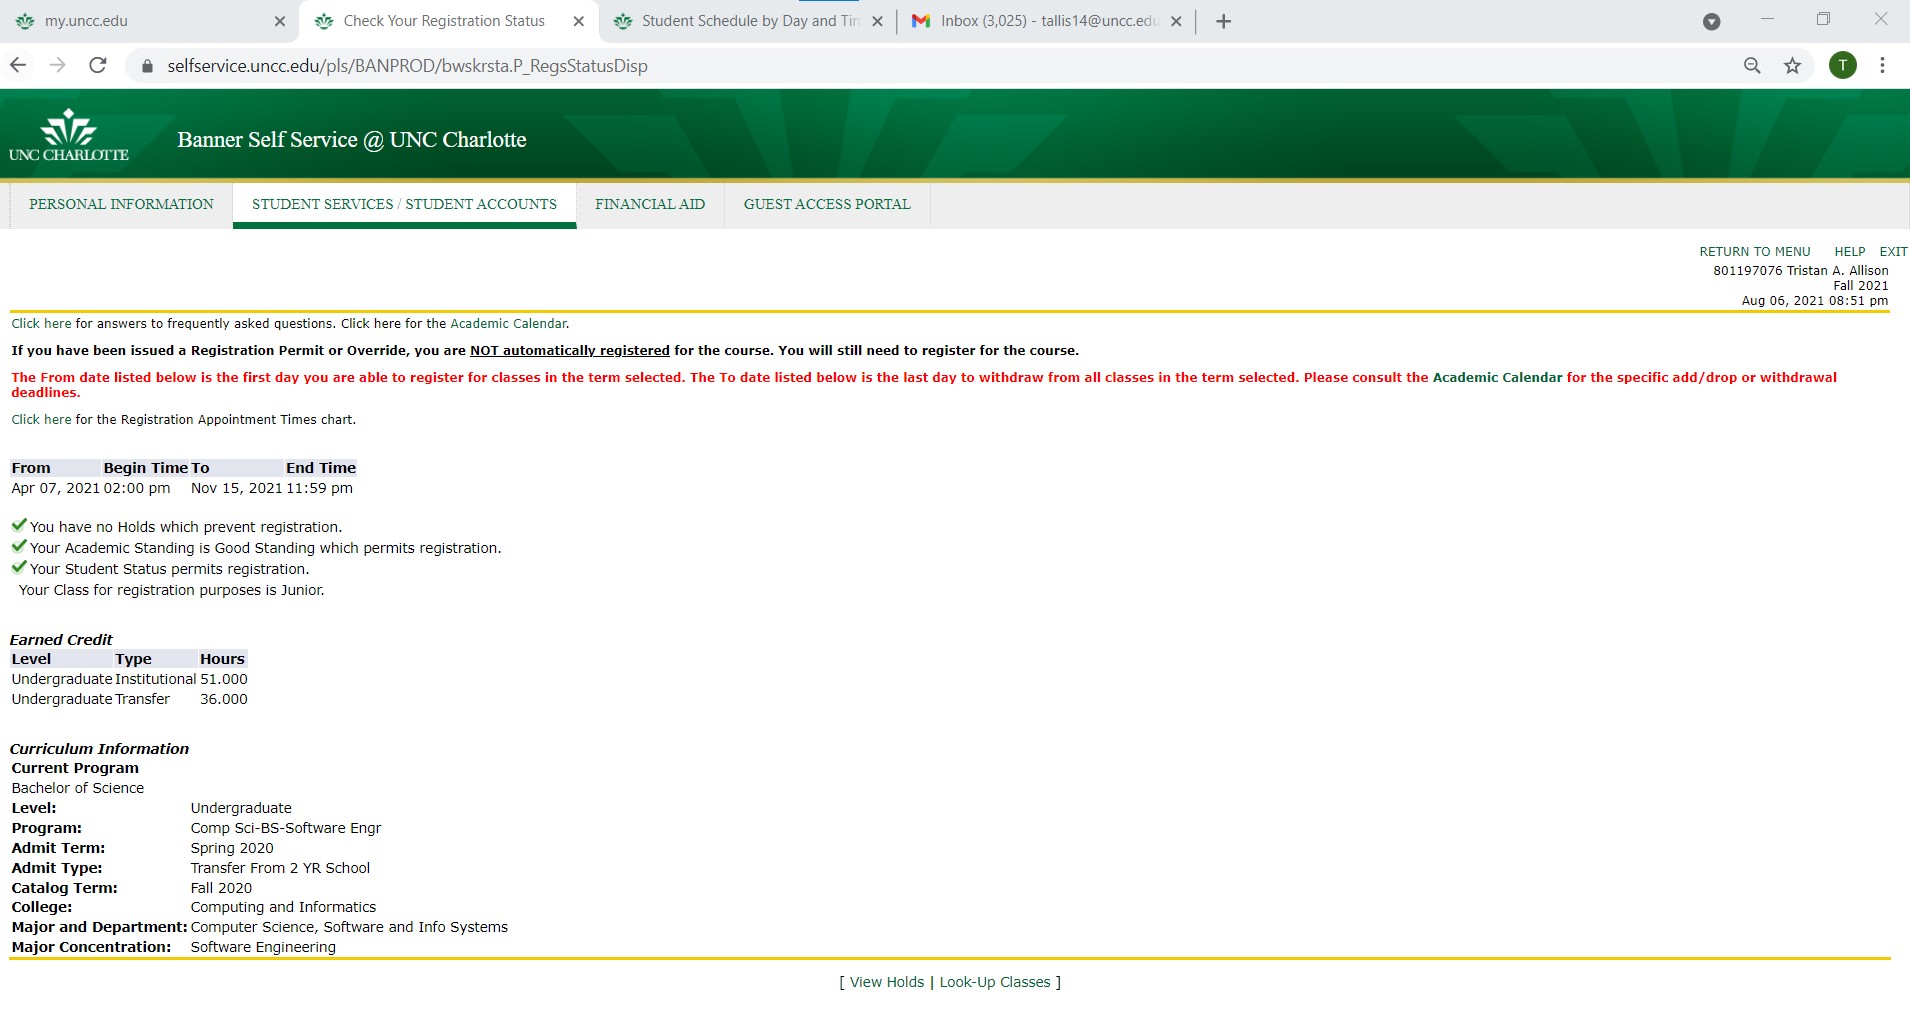 my.uncc.edu
Check Your Registration Status
Student Schedule by Day and Tim
Inbox (3,025) - tallis14@uncc.edu
selfservice.uncc.edu/pls/BANPROD/bwskrsta.P_RegsStatusDisp
T
UNC CHARLOTTE
Banner Self Service @ UNC Charlotte
PERSONAL INFORMATION STUDENT SERVICES / STUDENT ACCOUNTS FINANCIAL AID GUEST ACCESS PORTAL
RETURN TO MENU HELP EXIT
801197076 Tristan A. Allison
Fall 2021
Aug 06, 2021 08:51 pm
Click here for answers to frequently asked questions. Click here for the Academic Calendar.
If you have been issued a Registration Permit or Override, you are NOT automatically registered for the course. You will still need to register for the course.
The From date listed below is the first day you are able to register for classes in the term selected. The To date listed below is the last day to withdraw from all classes in the term selected. Please consult the Academic Calendar for the specific add/drop or withdrawal
deadlines.
Click here for the Registration Appointment Times chart.
From Begin Time To End Time
Apr 07, 2021 02:00 pm Nov 15, 2021 11:59 pm
You have no Holds which prevent registration.
Your Academic Standing is Good Standing which permits registration.
Your Student Status permits registration.
Your Class for registration purposes is Junior.
Earned Credit
Level Type Hours
Undergraduate Institutional 51.000
Undergraduate Transfer 36.000
Curriculum Information
Current Program
Bachelor of Science
Level: Undergraduate
Program: Comp Sci-BS-Software Engr
Admit Term: Spring 2020
Admit Type: Transfer From 2 YR School
Catalog Term: Fall 2020
College: Computing and Informatics
Major and Department: Computer Science, Software and Info Systems
Major Concentration: Software Engineering
[ View Holds | Look-Up Classes ]